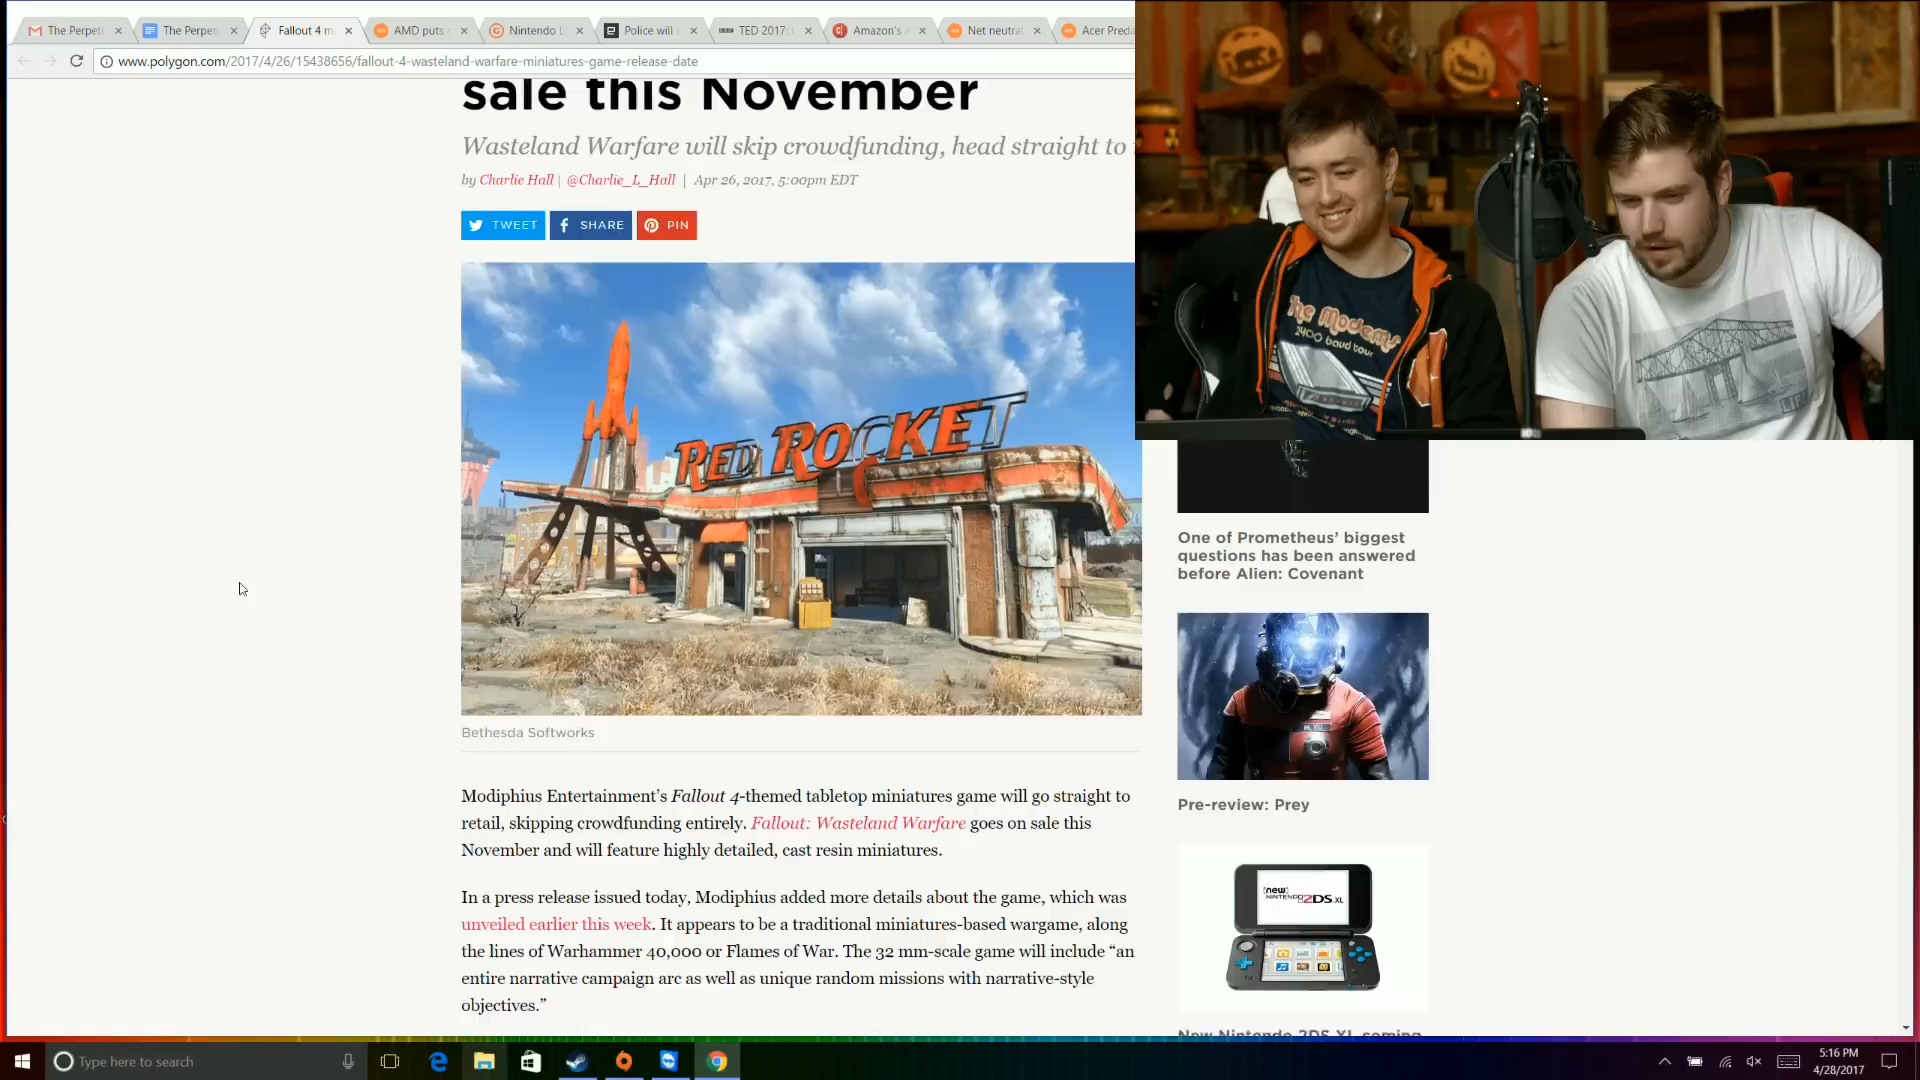 The Perpet
The Perpet
Fallout 4 m
AMD puts
Nintendo
Police will
TED 2017:
Amazon's
Net neutral
Acer Preda
www.polygon.com/2017/4/26/15438656/fallout-4-wasteland-warfare-miniatures-game-release-date
sale this November
Wasteland Warfare will skip crowdfunding, head straight to
by Charlie Hall | @Charlie_L_Hall | Apr 26, 2017, 5:00pm EDT
TWEET
SHARE
PIN
RED ROCKET
Bethesda Softworks
Modiphius Entertainment’s Fallout 4-themed tabletop miniatures game will go straight to
retail, skipping crowdfunding entirely. Fallout: Wasteland Warfare goes on sale this
November and will feature highly detailed, cast resin miniatures.
In a press release issued today, Modiphius added more details about the game, which was
unveiled earlier this week. It appears to be a traditional miniatures-based wargame, along
the lines of Warhammer 40,000 or Flames of War. The 32 mm-scale game will include “an
entire narrative campaign arc as well as unique random missions with narrative-style
objectives.”
The Modems
2400 baud tour
LIFE
One of Prometheus’ biggest
questions has been answered
before Alien: Covenant
M. YU
Pre-review: Prey
new
NINTENDO 2DS XL
New Nintendo 2DS XL coming
Type here to search
5:16 PM
4/28/2017